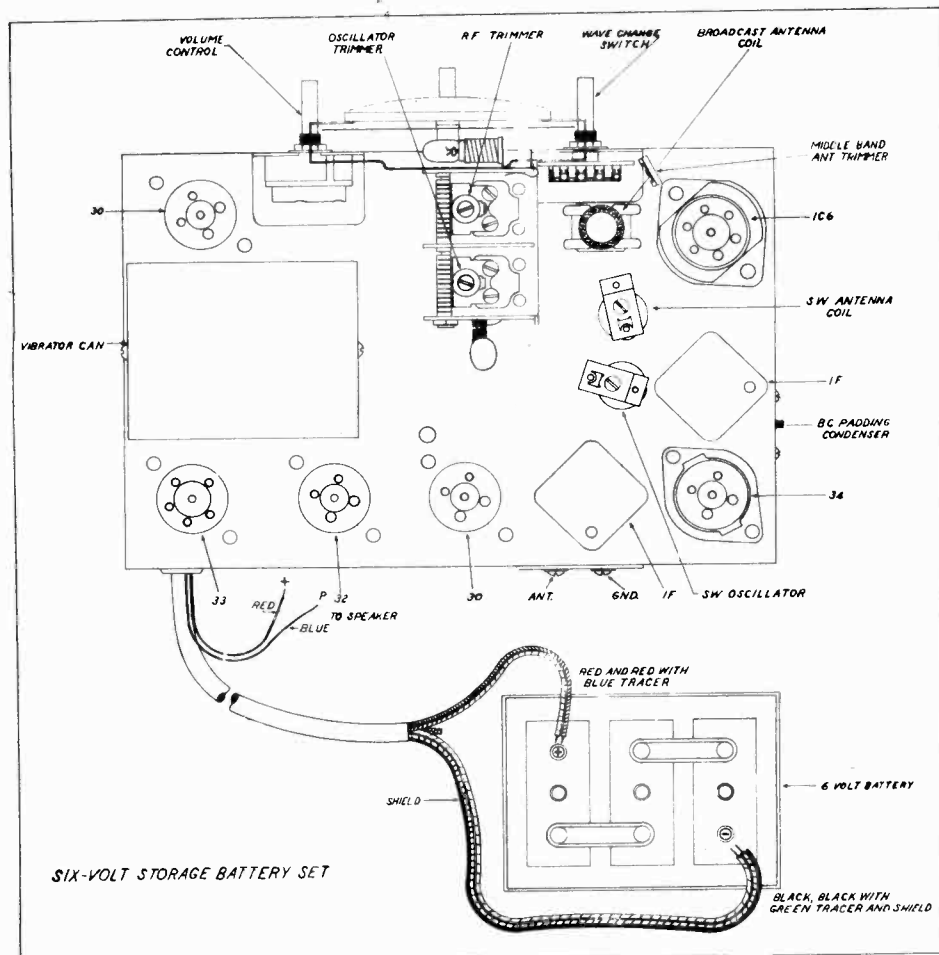 VOLUME
CONTROL
OSCILLATOR
TRIMMER
RF TRIMMER
WAVE CHANGE
SWITCH
BROADCAST ANTENNA
COIL
MIDDLE BAND
ANT TRIMMER
30
1C6
SW ANTENNA
COIL
VIBRATOR CAN
1F
BC PADDING
CONDENSER
34
33
+
RED
P
32
TO SPEAKER
BLUE
30
ANT.
GND.
1F
SW OSCILLATOR
RED AND RED WITH
BLUE TRACER
+
6 VOLT BATTERY
SHIELD
-
SIX-VOLT STORAGE BATTERY SET
BLACK, BLACK WITH
GREEN TRACER AND SHIELD